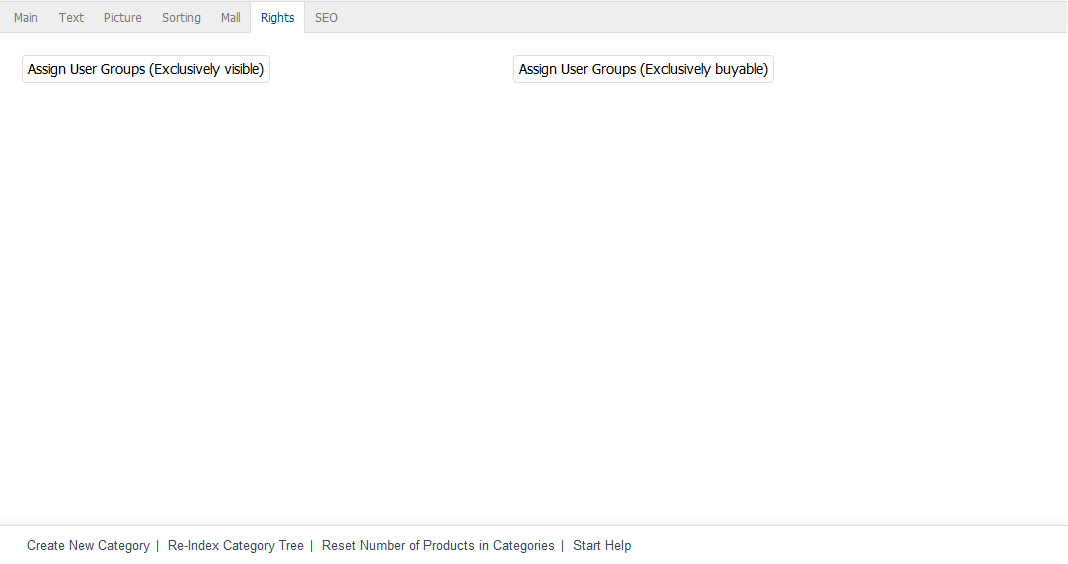 Main Text Picture Sorting Mall Rights SEO
Assign User Groups (Exclusively visible) Assign User Groups (Exclusively buyable)
Create New Category | Re-Index Category Tree | Reset Number of Products in Categories | Start Help